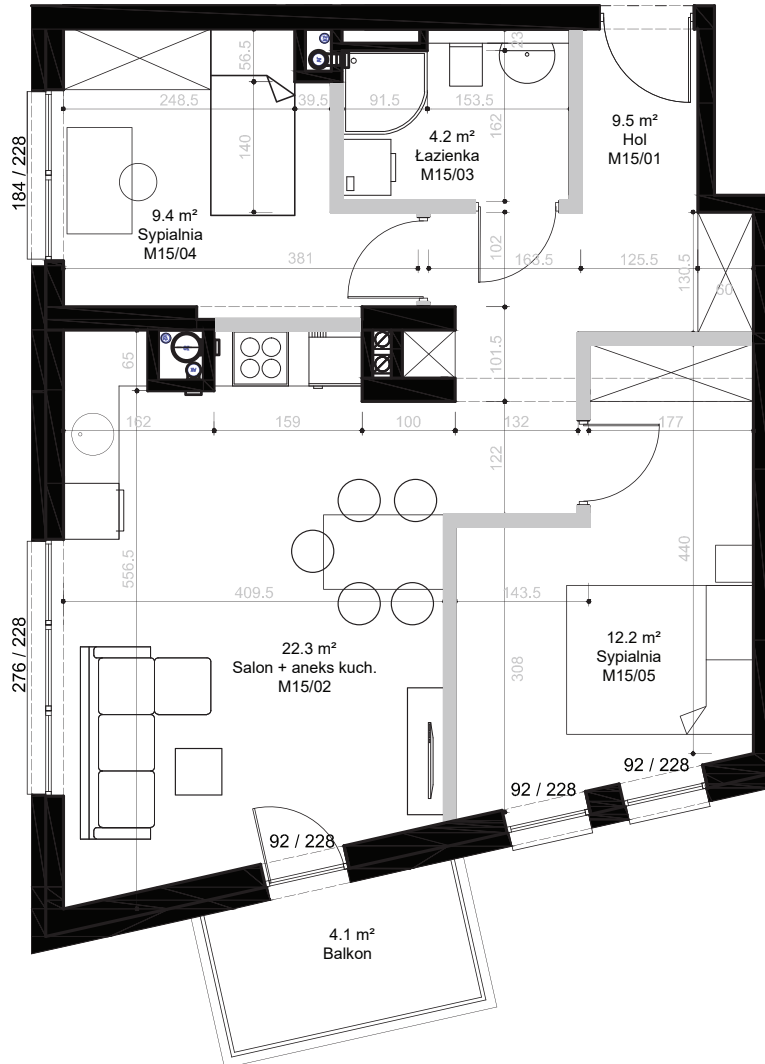 56.5
23
248.5
39.5
91.5
153.5
162
140
9.5 m²
Hol
M15/01
4.2 m²
Łazienka
M15/03
184 / 228
9.4 m²
Sypialnia
M15/04
102
381
163.5
125.5
130.5
60
65
101.5
162
159
100
132
177
122
440
556.5
409.5
143.5
276 / 228
22.3 m²
Salon + aneks kuch.
M15/02
308
12.2 m²
Sypialnia
M15/05
92 / 228
92 / 228
92 / 228
4.1 m²
Balkon